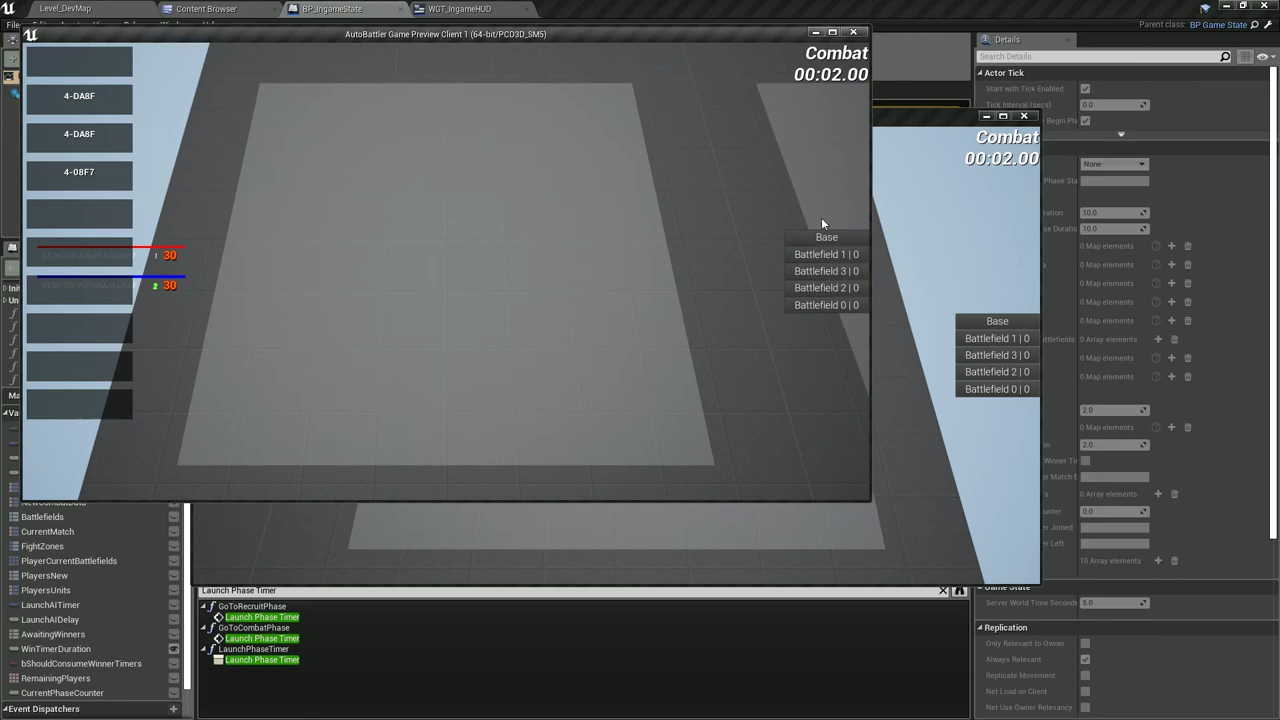 Level_DevMap
Content Browser
BP_IngameState
WGT_IngameHUD
Parent class: BP Game State
File
AutoBattler Game Preview Client 1 (64-bit/PCD3D_SM5)
Details
Search Details
Actor Tick
Start with Tick Enabled
Tick Interval (secs) 0.0
Combat
00:02.00
4-DA8F
4-DA8F
4-08F7
1 30
2 30
Base
Battlefield 1 | 0
Battlefield 3 | 0
Battlefield 2 | 0
Battlefield 0 | 0
Combat
00:02.00
Base
Battlefield 1 | 0
Battlefield 3 | 0
Battlefield 2 | 0
Battlefield 0 | 0
None
10.0
10.0
0 Map elements
0 Map elements
0 Map elements
0 Map elements
0 Map elements
0 Array elements
0 Map elements
0 Map elements
2.0
0 Map elements
2.0
0 Array elements
0.0
10 Array elements
Game State
Server World Time Seconds 5.0
Replication
Only Relevant to Owner
Always Relevant
Replicate Movement
Net Load on Client
Net Use Owner Relevancy
NewCombatData
Battlefields
CurrentMatch
FightZones
PlayerCurrentBattlefields
PlayersNew
PlayersUnits
LaunchAITimer
LaunchAIDelay
AwaitingWinners
WinTimerDuration
bShouldConsumeWinnerTimers
RemainingPlayers
CurrentPhaseCounter
Event Dispatchers
Launch Phase Timer
GoToRecruitPhase
Launch Phase Timer
GoToCombatPhase
Launch Phase Timer
LaunchPhaseTimer
Launch Phase Timer